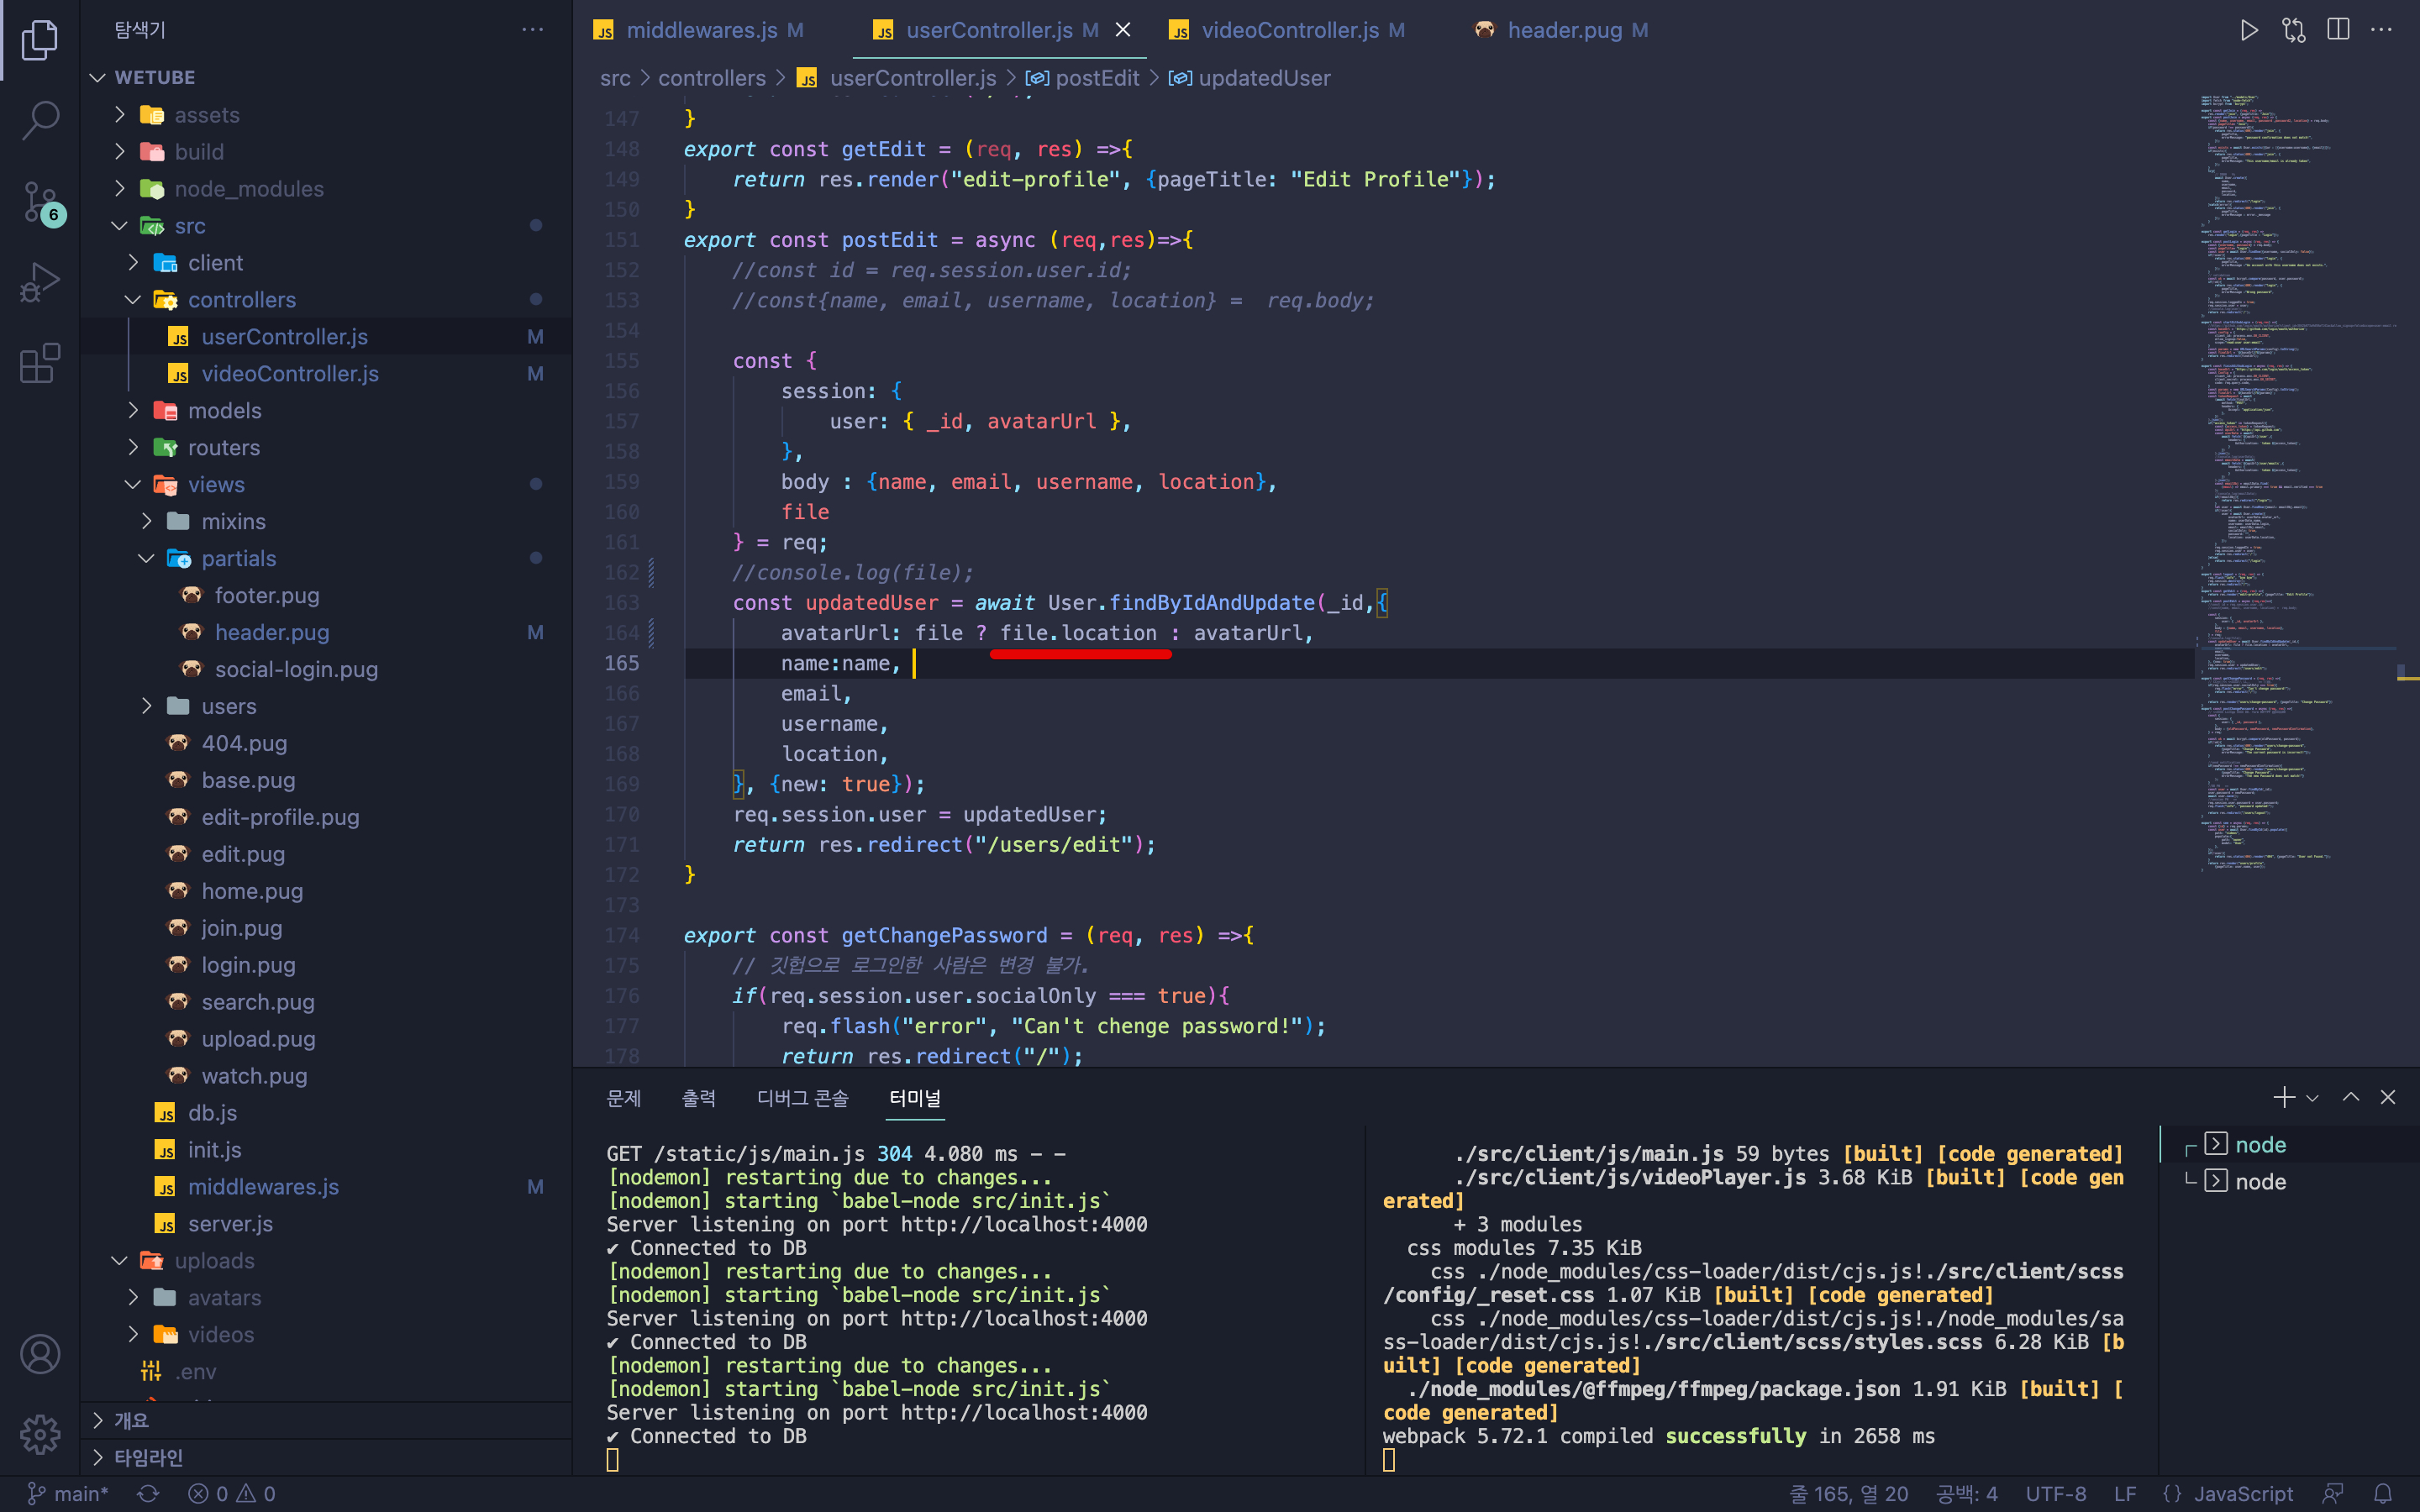 탐색기
WETUBE
assets
build
node_modules
src
client
controllers
userController.js M
videoController.js M
models
routers
views
mixins
partials
footer.pug
header.pug M
social-login.pug
users
404.pug
base.pug
edit-profile.pug
edit.pug
home.pug
join.pug
login.pug
search.pug
upload.pug
watch.pug
db.js
init.js
middlewares.js M
server.js
uploads
avatars
videos
.env
개요
타임라인
6
middlewares.js M
userController.js M
videoController.js M
header.pug M
src > controllers > userController.js > postEdit > updatedUser
147 }
148 export const getEdit = (req, res) =>{
149 return res.render("edit-profile", {pageTitle: "Edit Profile"});
150 }
151 export const postEdit = async (req,res)=>{
152 //const id = req.session.user.id;
153 //const{name, email, username, location} =  req.body;
154
155 const {
156 session: {
157 user: { _id, avatarUrl },
158 },
159 body : {name, email, username, location},
160 file
161 } = req;
162 //console.log(file);
163 const updatedUser = await User.findByIdAndUpdate(_id,{
164 avatarUrl: file ? file.location : avatarUrl,
165 name:name,
166 email,
167 username,
168 location,
169 }, {new: true});
170 req.session.user = updatedUser;
171 return res.redirect("/users/edit");
172 }
173
174 export const getChangePassword = (req, res) =>{
175 // 깃헙으로 로그인한 사람은 변경 불가.
176 if(req.session.user.socialOnly === true){
177 req.flash("error", "Can't chenge password!");
178 return res.redirect("/");
문제 출력 디버그 콘솔 터미널
GET /static/js/main.js 304 4.080 ms - -
[nodemon] restarting due to changes...
[nodemon] starting `babel-node src/init.js`
Server listening on port http://localhost:4000
✔ Connected to DB
[nodemon] restarting due to changes...
[nodemon] starting `babel-node src/init.js`
Server listening on port http://localhost:4000
✔ Connected to DB
[nodemon] restarting due to changes...
[nodemon] starting `babel-node src/init.js`
Server listening on port http://localhost:4000
✔ Connected to DB
./src/client/js/main.js 59 bytes [built] [code generated]
./src/client/js/videoPlayer.js 3.68 KiB [built] [code gen
erated]
+ 3 modules
css modules 7.35 KiB
css ./node_modules/css-loader/dist/cjs.js!./src/client/scss
/config/_reset.css 1.07 KiB [built] [code generated]
css ./node_modules/css-loader/dist/cjs.js!./node_modules/sa
ss-loader/dist/cjs.js!./src/client/scss/styles.scss 6.28 KiB [b
uilt] [code generated]
./node_modules/@ffmpeg/ffmpeg/package.json 1.91 KiB [built] [
code generated]
webpack 5.72.1 compiled successfully in 2658 ms
node
node
main* 0 0
줄 165, 열 20 공백: 4 UTF-8 LF {} JavaScript